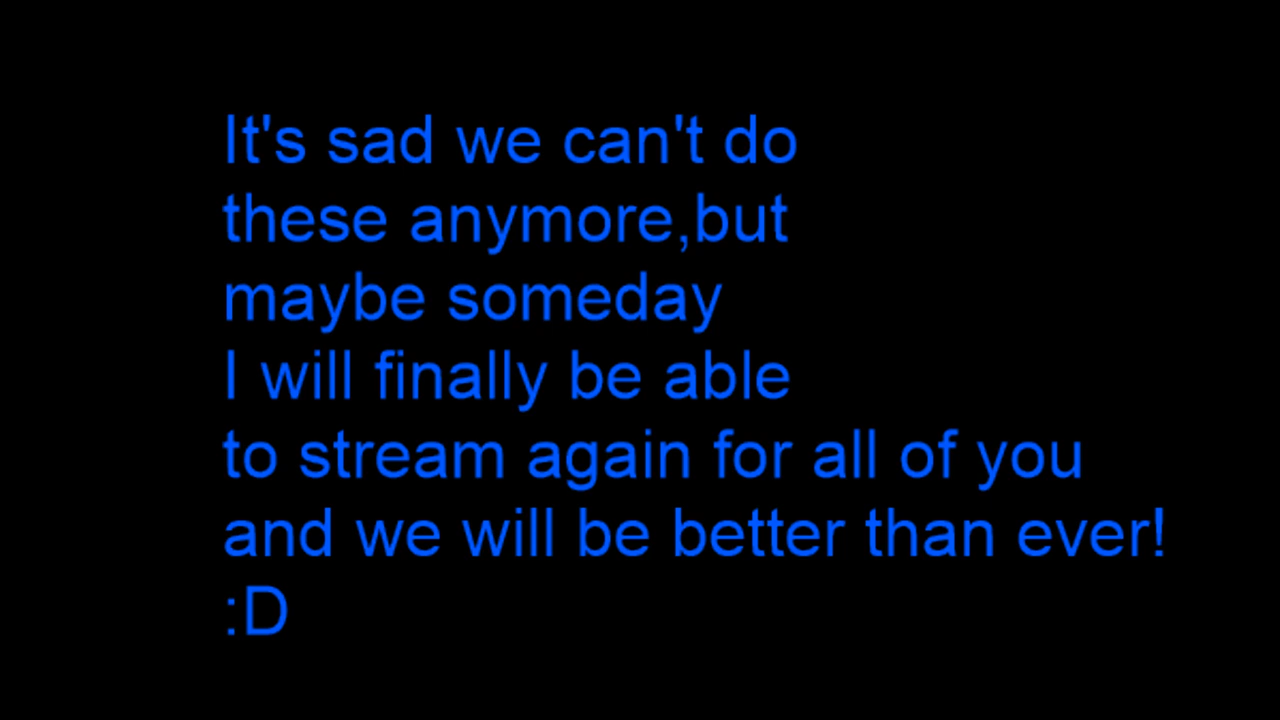 It's sad we can't do
these anymore,but
maybe someday
I will finally be able
to stream again for all of you
and we will be better than ever!
:D